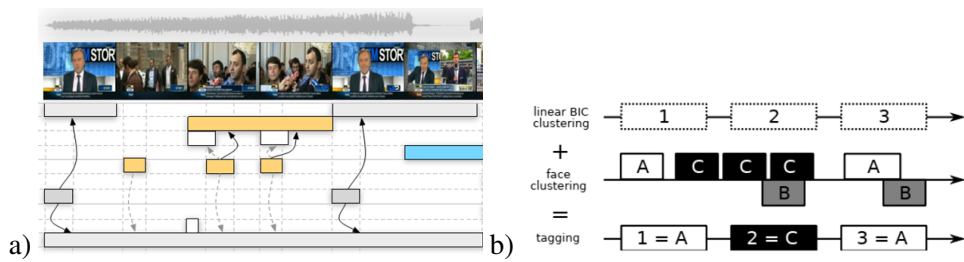 STOR
STOR
a)
b)
linear BIC
clustering
1 2 3
+
face
clustering
A C C C A
B B
=
tagging
1 = A 2 = C 3 = A